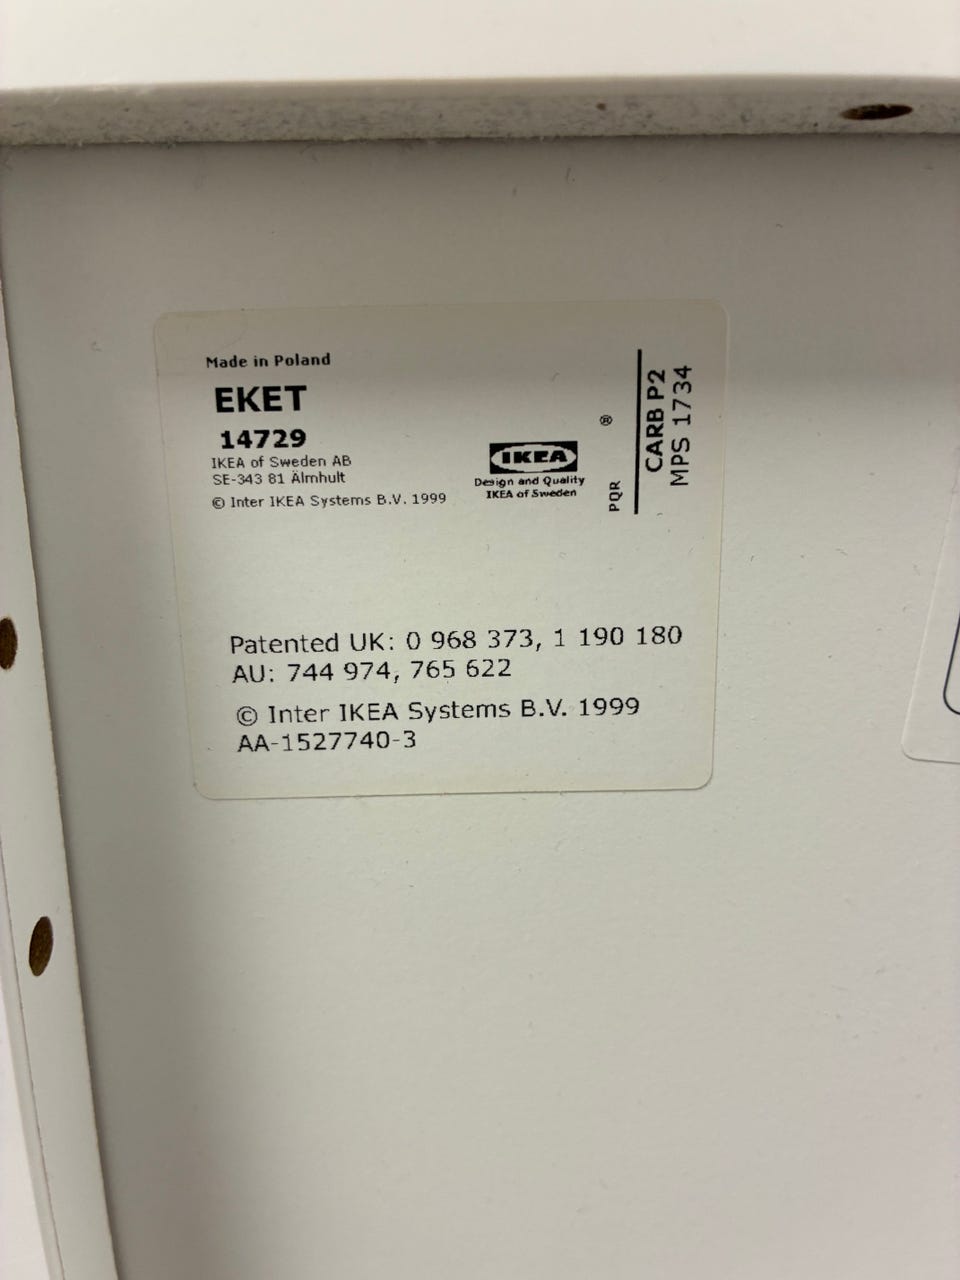 Made in Poland
EKET
14729
IKEA of Sweden AB
SE-343 81 Älmhult
© Inter IKEA Systems B.V. 1999
®
IKEA
Design and Quality
IKEA of Sweden
PQR
CARB P2
MPS 1734
Patented UK: 0 968 373, 1 190 180
AU: 744 974, 765 622
© Inter IKEA Systems B.V. 1999
AA-1527740-3